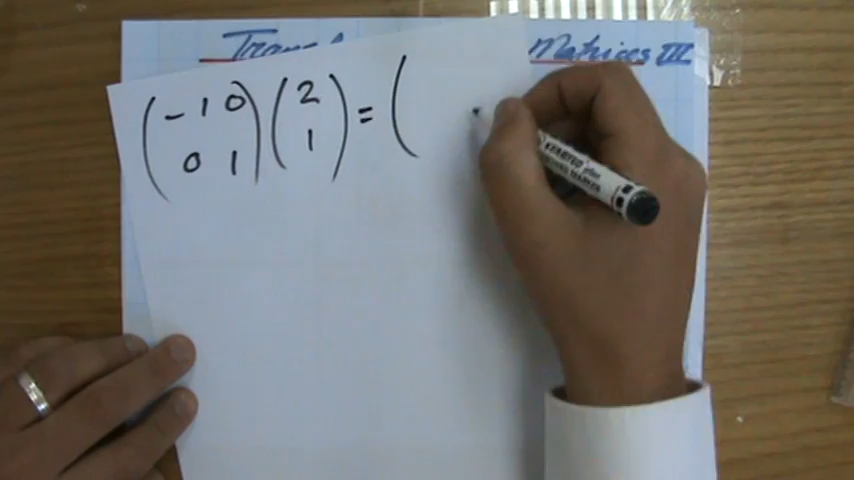 Matrices III
(-1 0) (2) = (
(0 1) (1)